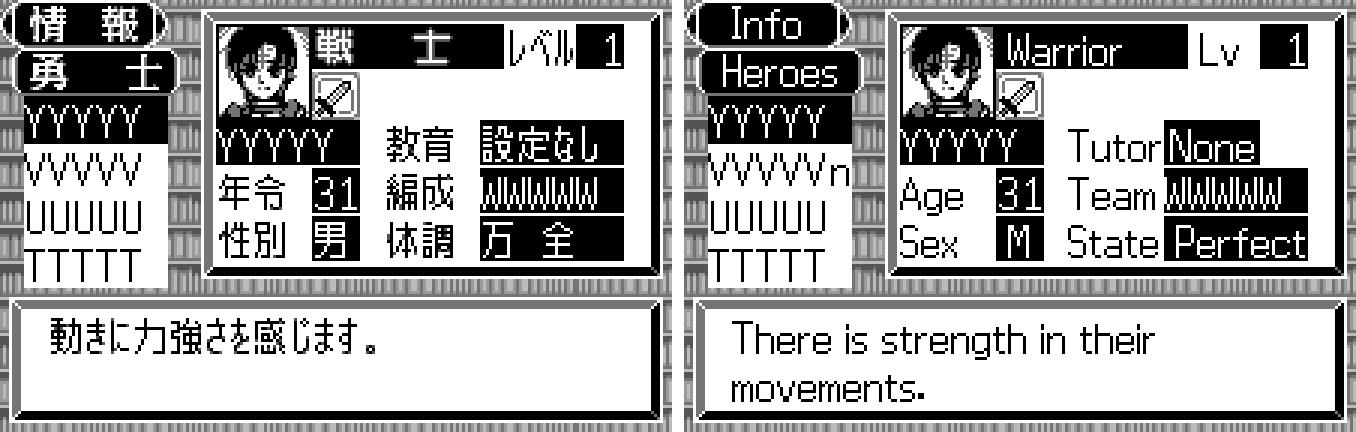 情 報
勇 士
YYYYY
VVVVV
UUUUU
TTTTT
戦 士 レベル 1
YYYYY 教育 設定なし
年令 31 編成 WWWWW
性別 男 体調 万 全
動きに力強さを感じます。
Info
Heroes
YYYYY
VVVVVn
UUUUU
TTTTT
Warrior Lv 1
YYYYY Tutor None
Age 31 Team WWWWW
Sex M State Perfect
There is strength in their
movements.